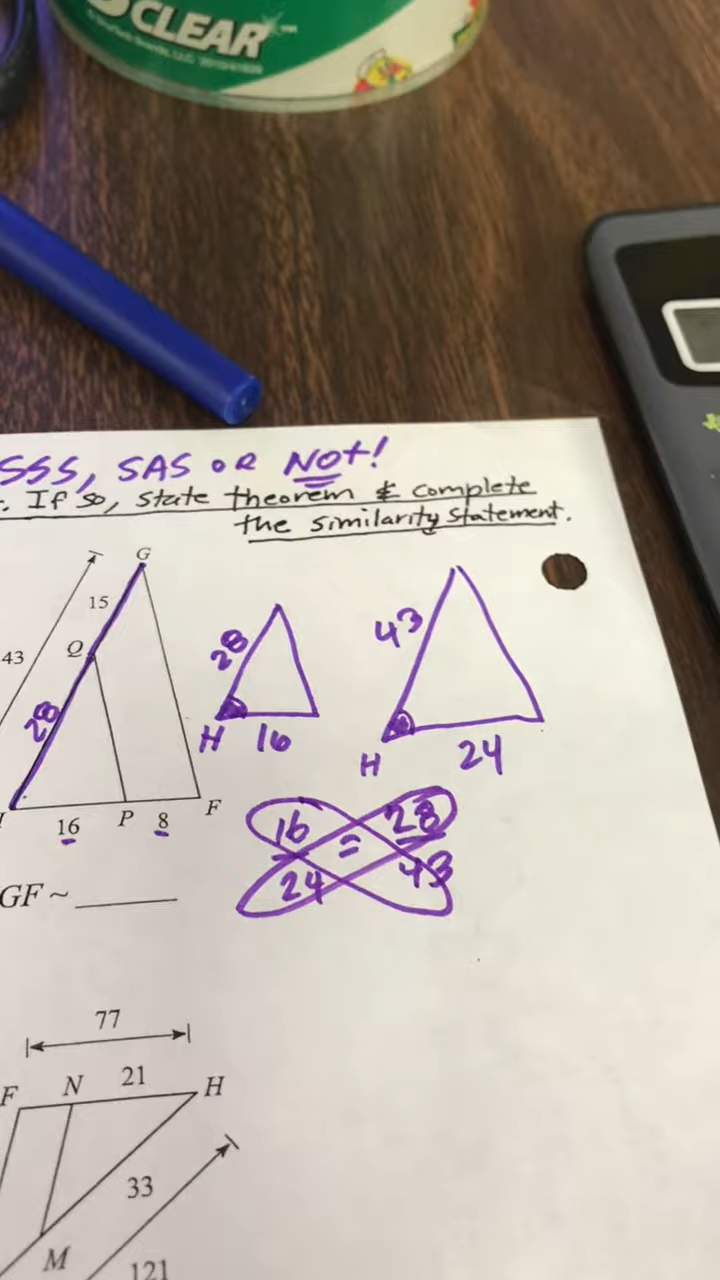 CLEAR™
SSS, SAS OR NOt!
. If so, State theorem & complete
the similarity Statement.
G
15
43
Q
28
16
P
8
F
28
H
16
43
H
24
16 = 28
24 43
GF ~
77
F
N
21
H
33
M
121